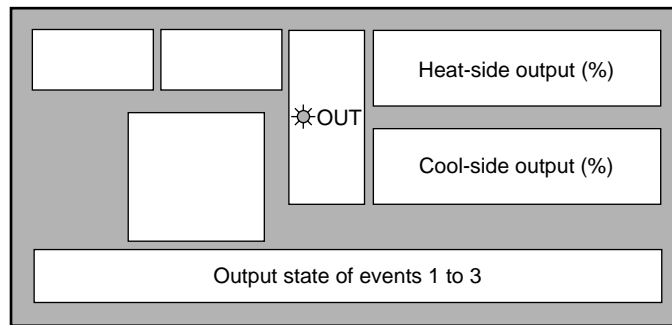 Heat-side output (%)
OUT
Cool-side output (%)
Output state of events 1 to 3